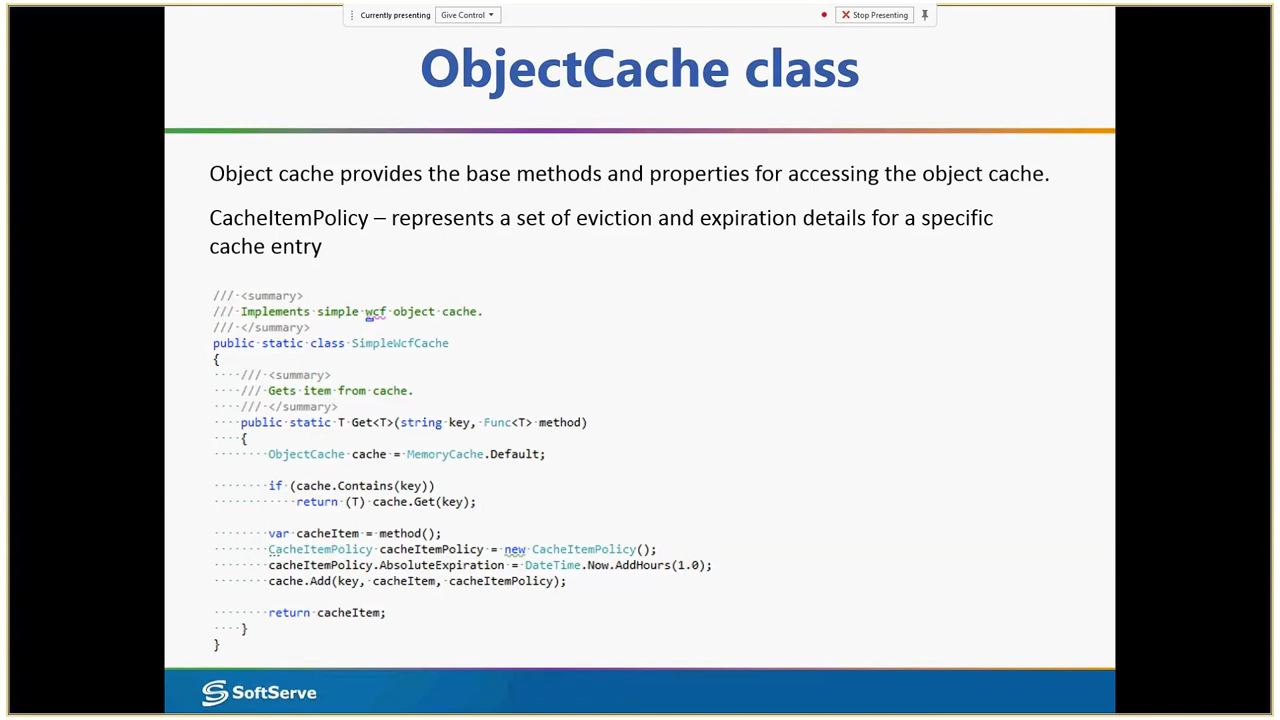 Currently presenting Give Control Stop Presenting
ObjectCache class
Object cache provides the base methods and properties for accessing the object cache.
CacheItemPolicy – represents a set of eviction and expiration details for a specific
cache entry
/// <summary>
/// Implements simple wcf object cache.
/// </summary>
public static class SimpleWcfCache
{
/// <summary>
/// Gets item from cache.
/// </summary>
public static T Get<T>(string key, Func<T> method)
{
ObjectCache cache = MemoryCache.Default;
if (cache.Contains(key))
return (T) cache.Get(key);
var cacheItem = method();
CacheItemPolicy cacheItemPolicy = new CacheItemPolicy();
cacheItemPolicy.AbsoluteExpiration = DateTime.Now.AddHours(1.0);
cache.Add(key, cacheItem, cacheItemPolicy);
return cacheItem;
}
}
SoftServe